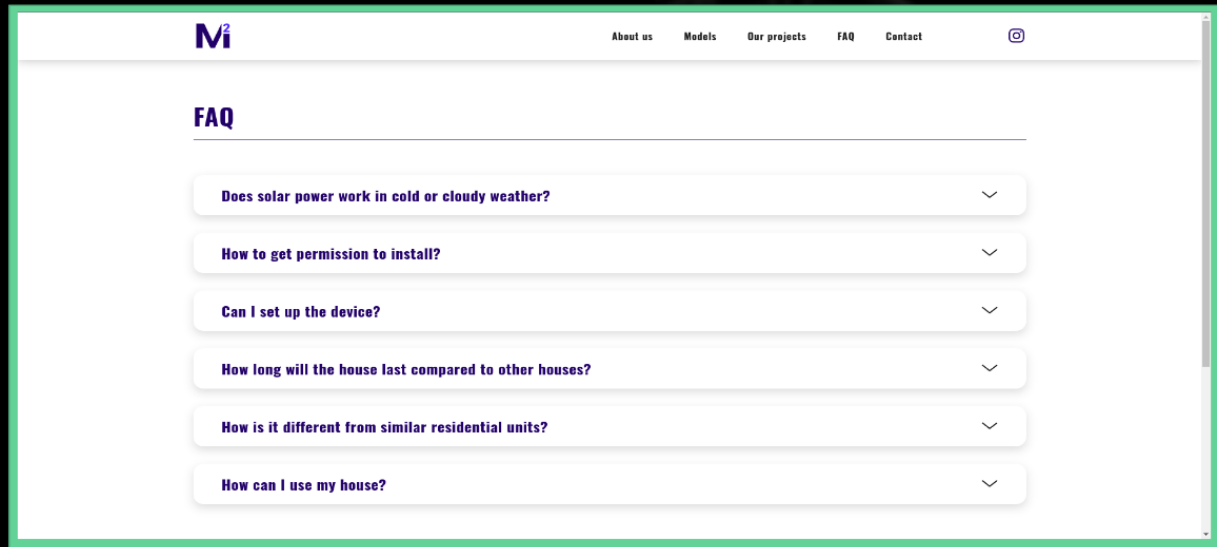 Mi²
About us Models Our projects FAQ Contact
FAQ
Does solar power work in cold or cloudy weather?
How to get permission to install?
Can I set up the device?
How long will the house last compared to other houses?
How is it different from similar residential units?
How can I use my house?